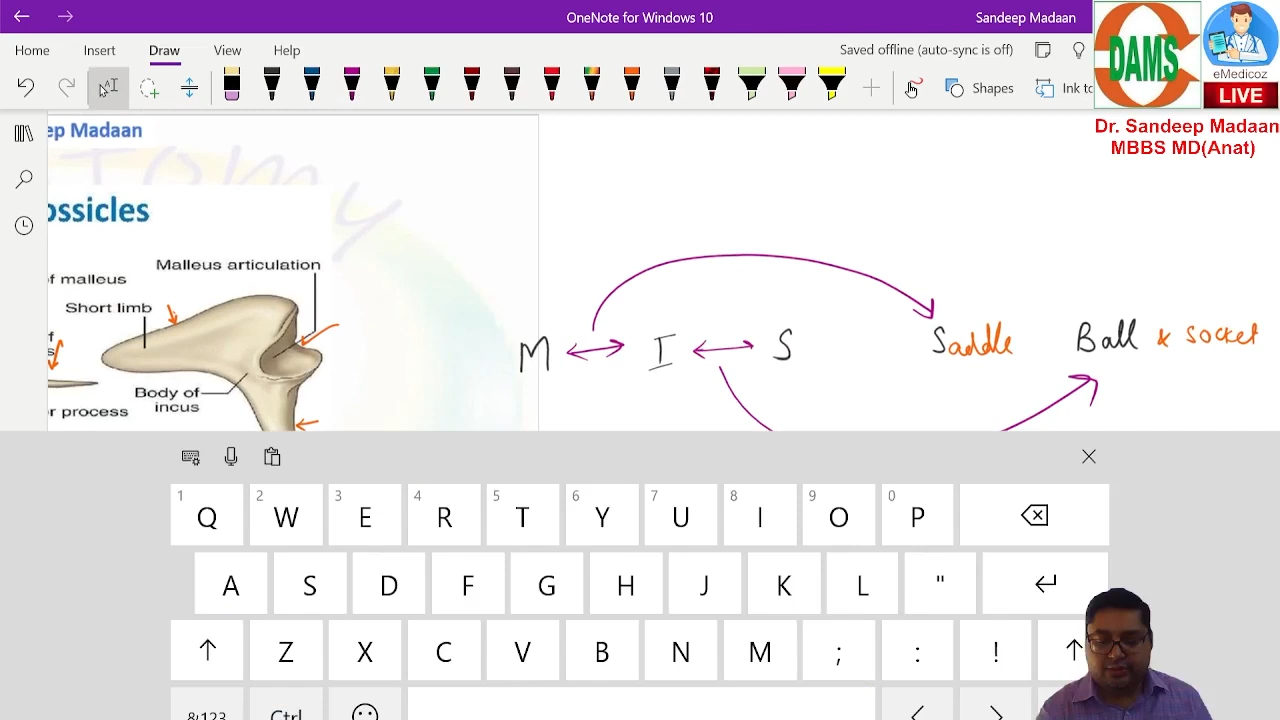 OneNote for Windows 10
Sandeep Madaan
Home Insert Draw View Help
Saved offline (auto-sync is off)
Shapes
Ink to
DAMS
eMedicoz
LIVE
Dr. Sandeep Madaan
MBBS MD(Anat)
ep Madaan
tomy
ossicles
Malleus articulation
f malleus
Short limb
f
s
Body of
incus
r process
M I S Saddle Ball & Socket
1 2 3 4 5 6 7 8 9 0
Q W E R T Y U I O P
A S D F G H J K L "
Z X C V B N M ; : !
&123 Ctrl